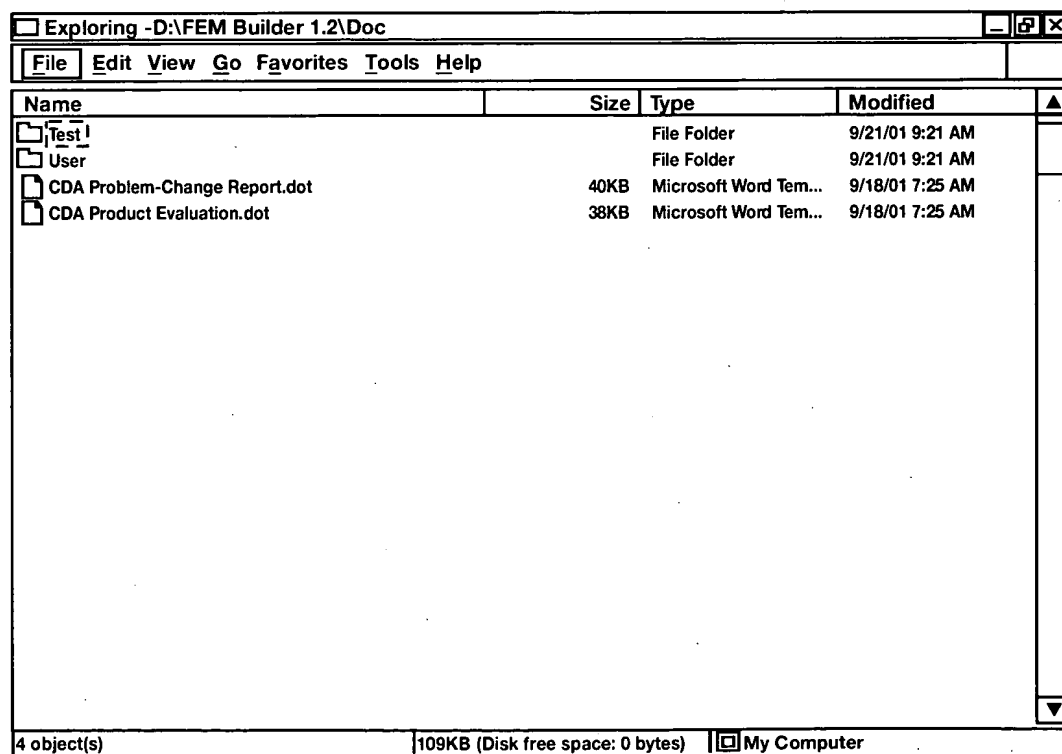 Exploring -D:\FEM Builder 1.2\Doc
File Edit View Go Favorites Tools Help
Name Size Type Modified
Test File Folder 9/21/01 9:21 AM
User File Folder 9/21/01 9:21 AM
CDA Problem-Change Report.dot 40KB Microsoft Word Tem... 9/18/01 7:25 AM
CDA Product Evaluation.dot 38KB Microsoft Word Tem... 9/18/01 7:25 AM
4 object(s) 109KB (Disk free space: 0 bytes) My Computer